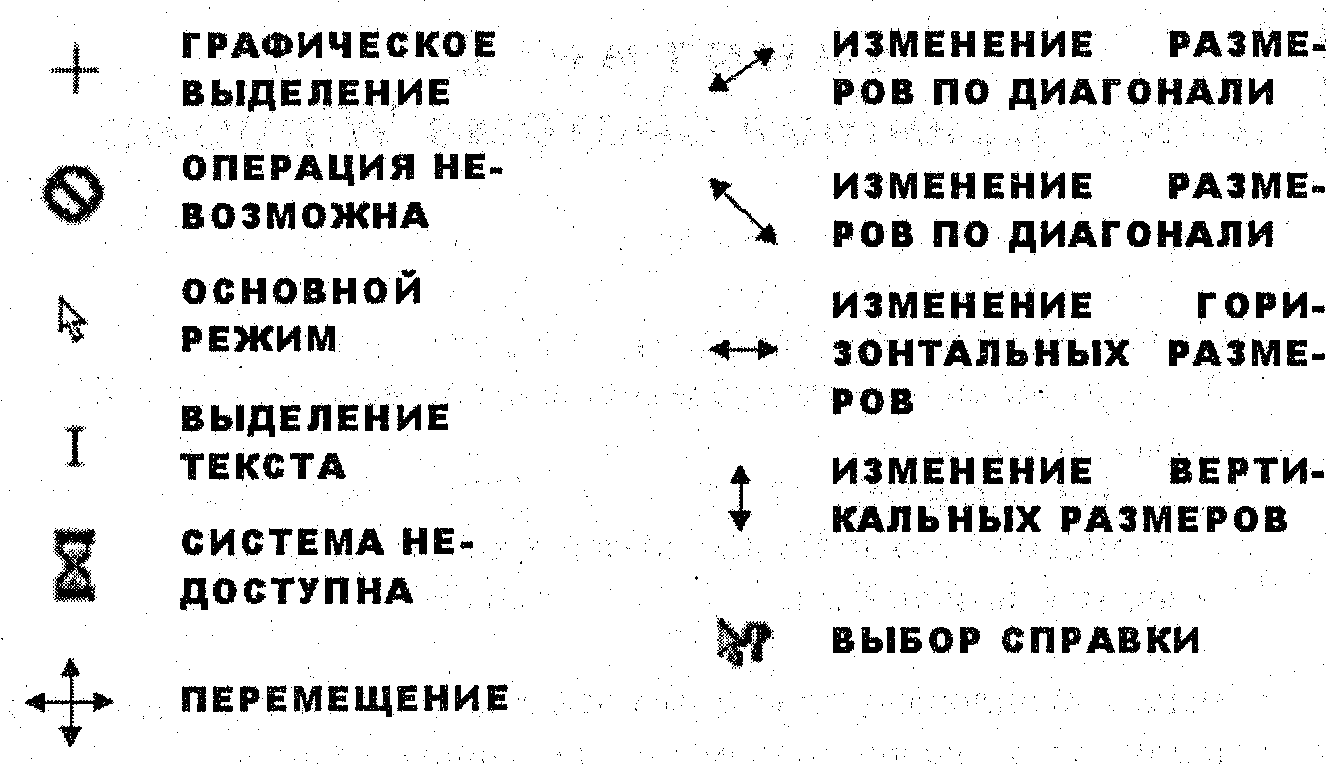 ГРАФИЧЕСКОЕ
ВЫДЕЛЕНИЕ
ОПЕРАЦИЯ НЕ-
ВОЗМОЖНА
ОСНОВНОЙ
РЕЖИМ
ВЫДЕЛЕНИЕ
ТЕКСТА
СИСТЕМА НЕ-
ДОСТУПНА
ПЕРЕМЕЩЕНИЕ
ИЗМЕНЕНИЕ РАЗМЕ-
РОВ ПО ДИАГОНАЛИ
ИЗМЕНЕНИЕ РАЗМЕ-
РОВ ПО ДИАГОНАЛИ
ИЗМЕНЕНИЕ ГОРИ-
ЗОНТАЛЬНЫХ РАЗМЕ-
РОВ
ИЗМЕНЕНИЕ ВЕРТИ-
КАЛЬНЫХ РАЗМЕРОВ
ВЫБОР СПРАВКИ